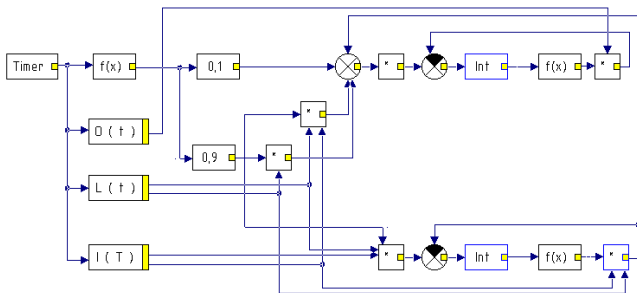 Timer
f(x)
0,1
*
Int
f(x)
*
O ( t )
*
0,9
*
L ( t )
I ( T )
*
Int
f(x)
*